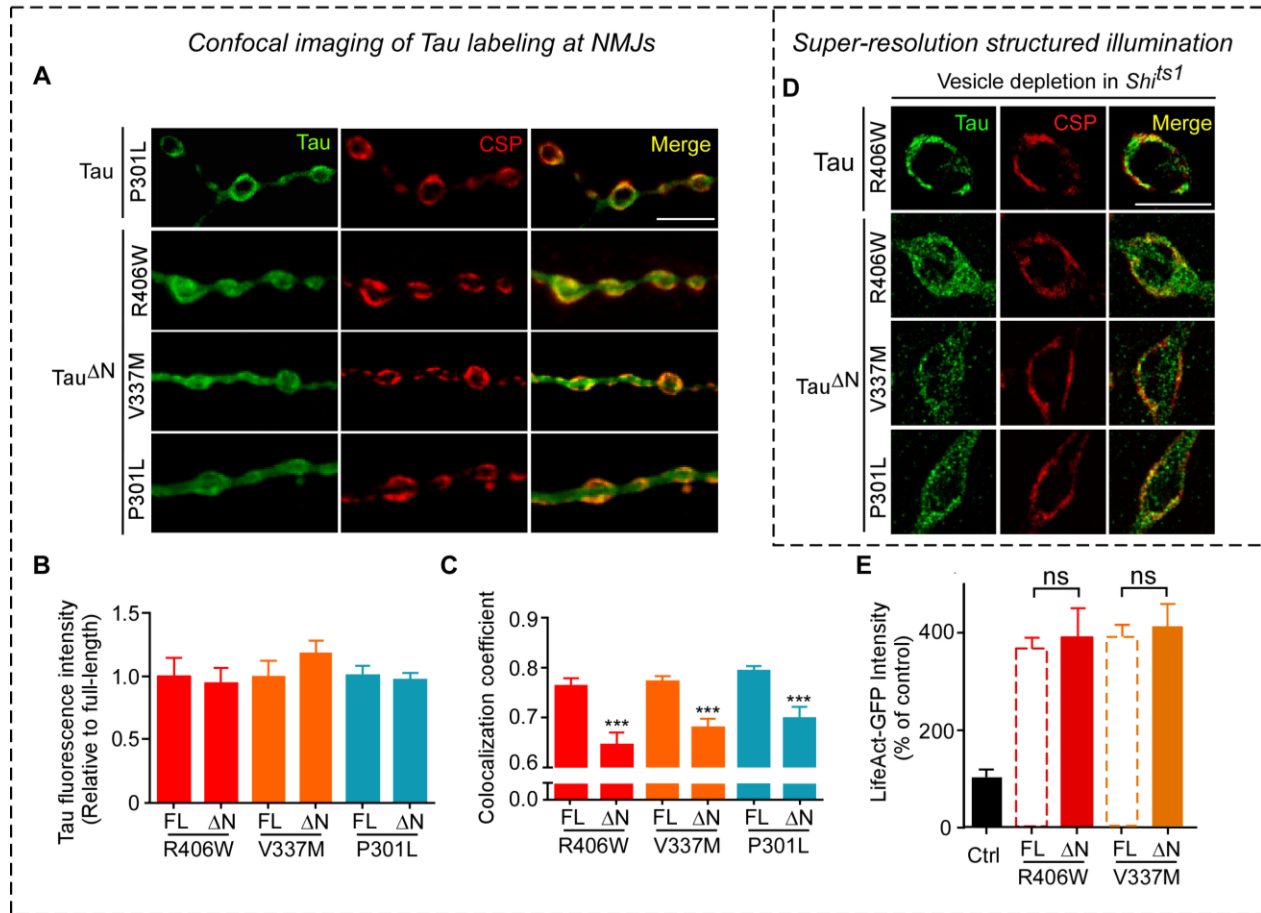 Confocal imaging of Tau labeling at NMJs
A
Tau
P301L
Tau
CSP
Merge
TauΔN
R406W
V337M
P301L
Super-resolution structured illumination
Vesicle depletion in Shits1
D
Tau
R406W
Tau
CSP
Merge
TauΔN
R406W
V337M
P301L
B
Tau fluorescence intensity
(Relative to full-length)
1.5
1.0
0.5
0
FL ΔN FL ΔN FL ΔN
R406W V337M P301L
C
Colocalization coefficient
0.9
0.8
0.7
0.6
0.0
*** *** ***
FL ΔN FL ΔN FL ΔN
R406W V337M P301L
E
LifeAct-GFP Intensity
(% of control)
400
200
0
ns ns
Ctrl FL ΔN FL ΔN
R406W V337M